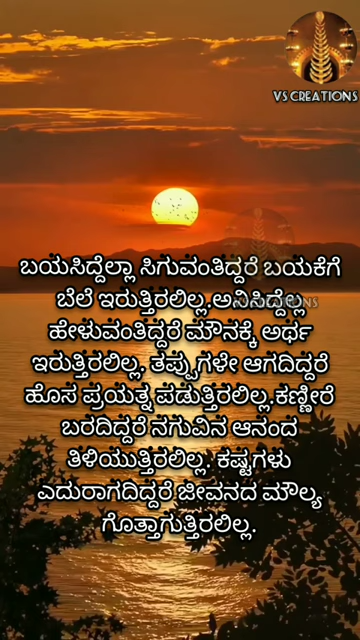 VS CREATIONS
ಬಯಸಿದ್ದೆಲ್ಲಾ ಸಿಗುವಂತಿದ್ದರೆ ಬಯಕೆಗೆ
ಬೆಲೆ ಇರುತ್ತಿರಲಿಲ್ಲ.ಅನಿಸಿದ್ದೆಲ್ಲ
ಹೇಳುವಂತಿದ್ದರೆ ಮೌನಕ್ಕೆ ಅರ್ಥ
ಇರುತ್ತಿರಲಿಲ್ಲ. ತಪ್ಪುಗಳೇ ಆಗದಿದ್ದರೆ
ಹೊಸ ಪ್ರಯತ್ನ ಪಡುತ್ತಿರಲಿಲ್ಲ.ಕಣ್ಣೀರೆ
ಬರದಿದ್ದರೆ ನಗುವಿನ ಆನಂದ
ತಿಳಿಯುತ್ತಿರಲಿಲ್ಲ. ಕಷ್ಟಗಳು
ಎದುರಾಗದಿದ್ದರೆ ಜೀವನದ ಮೌಲ್ಯ
ಗೊತ್ತಾಗುತ್ತಿರಲಿಲ್ಲ.